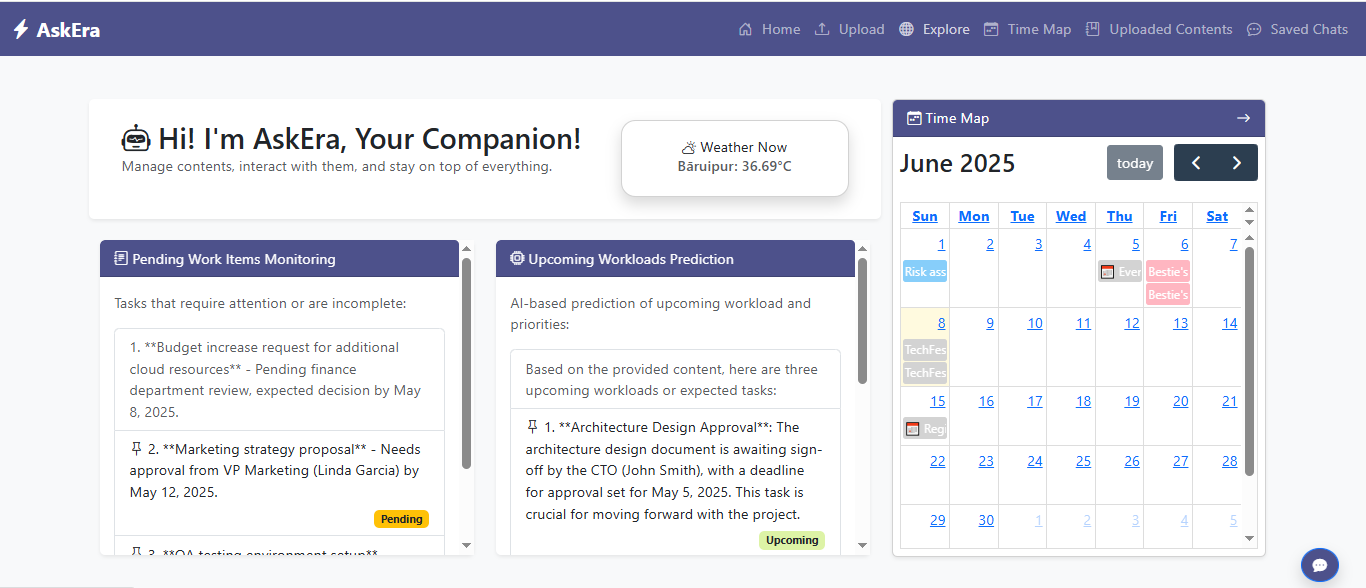 AskEra
Home Upload Explore Time Map Uploaded Contents Saved Chats
Hi! I'm AskEra, Your Companion!
Manage contents, interact with them, and stay on top of everything.
Weather Now
Bāruipur: 36.69°C
Pending Work Items Monitoring
Tasks that require attention or are incomplete:
1. **Budget increase request for additional
cloud resources** - Pending finance
department review, expected decision by May
8, 2025.
2. **Marketing strategy proposal** - Needs
approval from VP Marketing (Linda Garcia) by
May 12, 2025.
Pending
3. **QA testing environment setup**
Upcoming Workloads Prediction
AI-based prediction of upcoming workload and
priorities:
Based on the provided content, here are three
upcoming workloads or expected tasks:
1. **Architecture Design Approval**: The
architecture design document is awaiting sign-
off by the CTO (John Smith), with a deadline
for approval set for May 5, 2025. This task is
crucial for moving forward with the project.
Upcoming
Time Map
June 2025
today
Sun Mon Tue Wed Thu Fri Sat
1 2 3 4 5 6 7
Risk ass Ever Bestie's
Bestie's
8 9 10 11 12 13 14
TechFes
TechFes
15 16 17 18 19 20 21
Reg
22 23 24 25 26 27 28
29 30 1 2 3 4 5